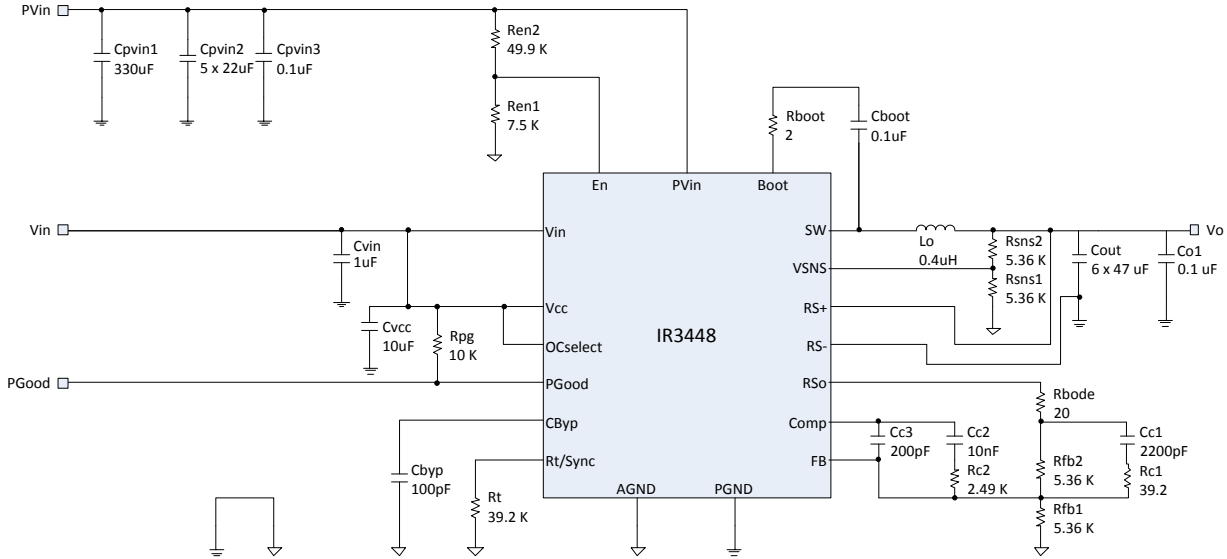 PVin
Cpvin1
330uF
Cpvin2
5 x 22uF
Cpvin3
0.1uF
Ren2
49.9 K
Ren1
7.5 K
Rboot
2
Cboot
0.1uF
En
PVin
Boot
Vin
Cvin
1uF
Vin
SW
Lo
0.4uH
Rsns2
5.36 K
Rsns1
5.36 K
Cout
6 x 47 uF
Co1
0.1 uF
Vo
VSNS
Vcc
Cvcc
10uF
Rpg
10 K
OCselect
IR3448
RS+
RS-
PGood
PGood
RSo
Rbode
20
CByp
Cbyp
100pF
Comp
Cc3
200pF
Cc2
10nF
Rc2
2.49 K
Cc1
2200pF
Rc1
39.2
Rfb2
5.36 K
Rfb1
5.36 K
Rt/Sync
Rt
39.2 K
FB
AGND
PGND